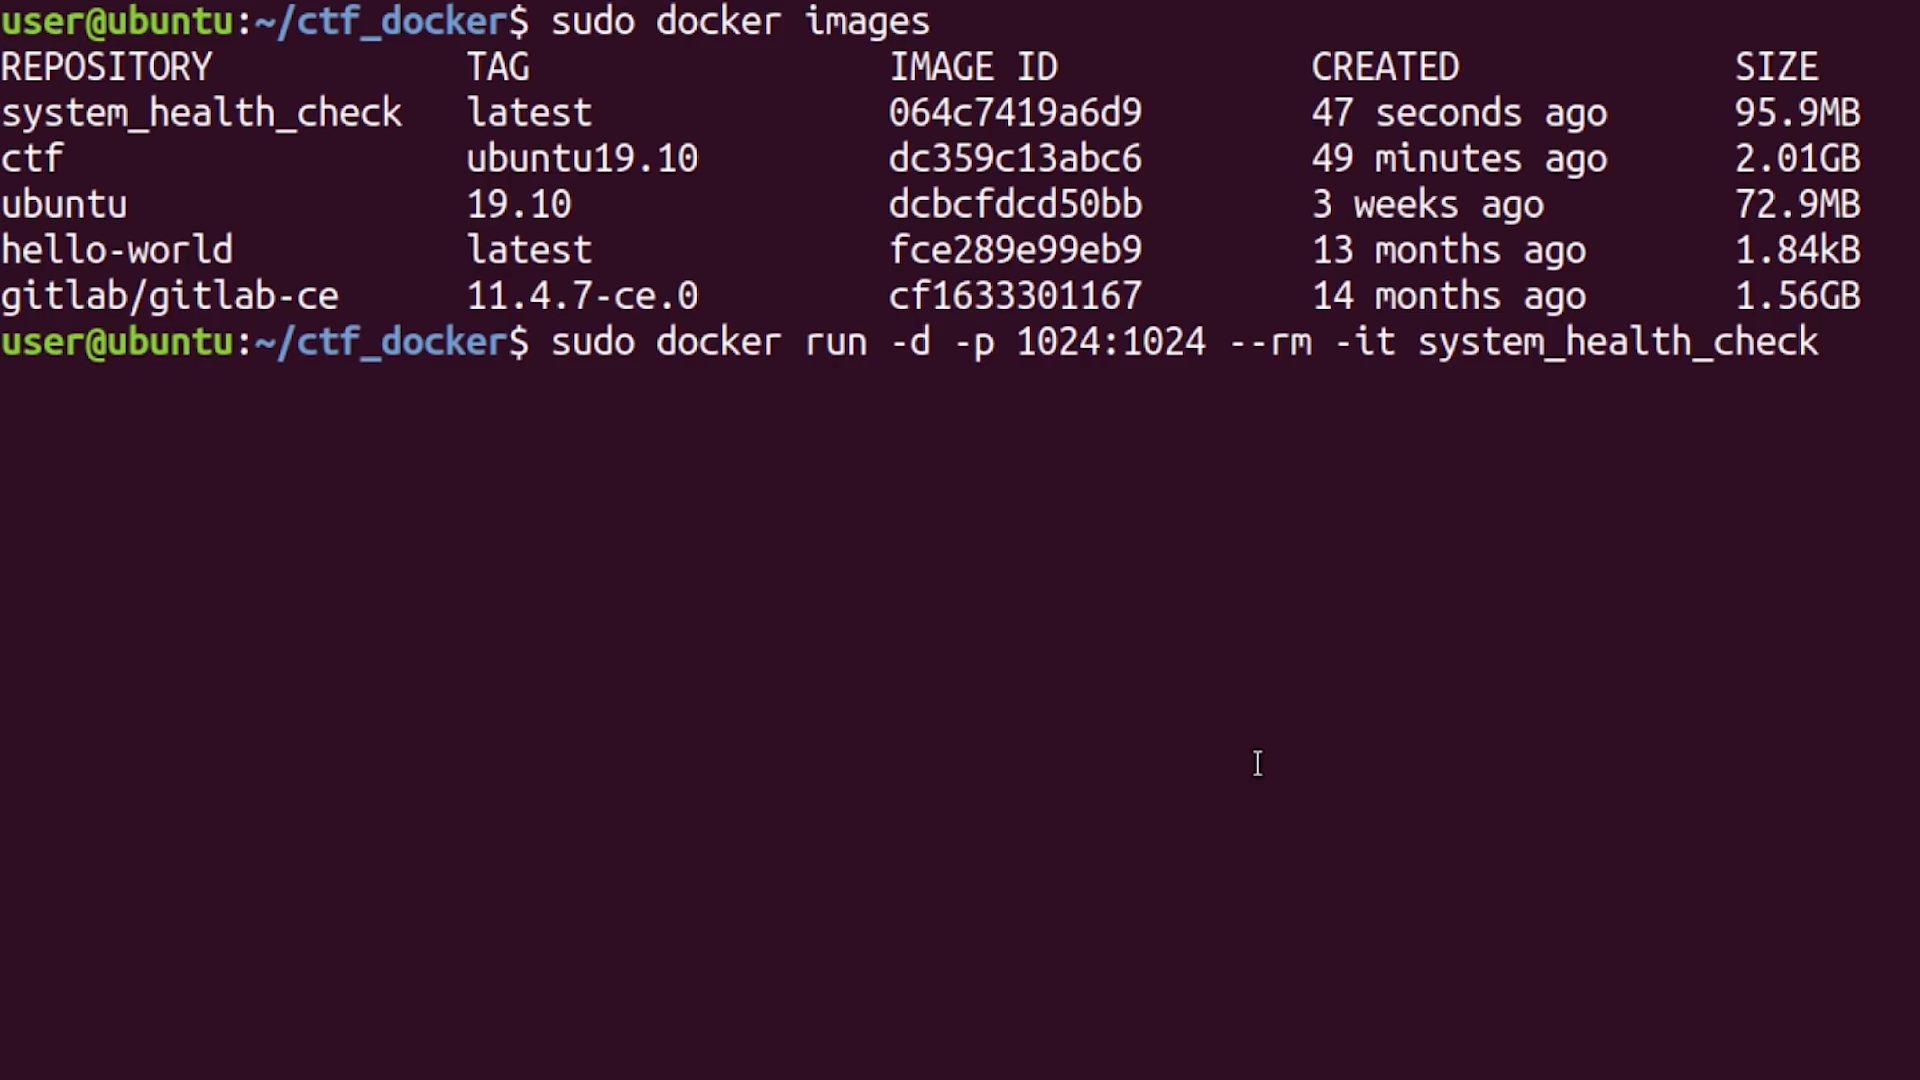 user@ubuntu:~/ctf_docker$ sudo docker images
REPOSITORY TAG IMAGE ID CREATED SIZE
system_health_check latest 064c7419a6d9 47 seconds ago 95.9MB
ctf ubuntu19.10 dc359c13abc6 49 minutes ago 2.01GB
ubuntu 19.10 dcbcfdcd50bb 3 weeks ago 72.9MB
hello-world latest fce289e99eb9 13 months ago 1.84kB
gitlab/gitlab-ce 11.4.7-ce.0 cf1633301167 14 months ago 1.56GB
user@ubuntu:~/ctf_docker$ sudo docker run -d -p 1024:1024 --rm -it system_health_check